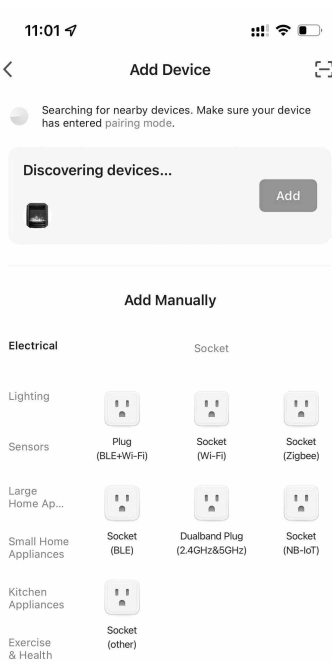 11:01
Add Device
Searching for nearby devices. Make sure your device
has entered pairing mode.
Discovering devices...
Add
Add Manually
Electrical
Socket
Lighting
Sensors
Large
Home Ap...
Small Home
Appliances
Kitchen
Appliances
Exercise
& Health
Plug
(BLE+Wi-Fi)
Socket
(Wi-Fi)
Socket
(Zigbee)
Socket
(BLE)
Dualband Plug
(2.4GHz&5GHz)
Socket
(NB-IoT)
Socket
(other)